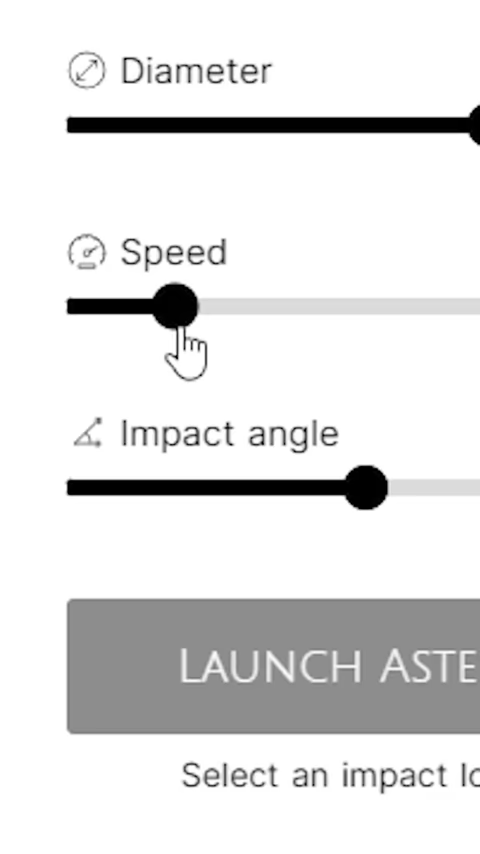 Diameter
Speed
Impact angle
LAUNCH ASTE
Select an impact lo